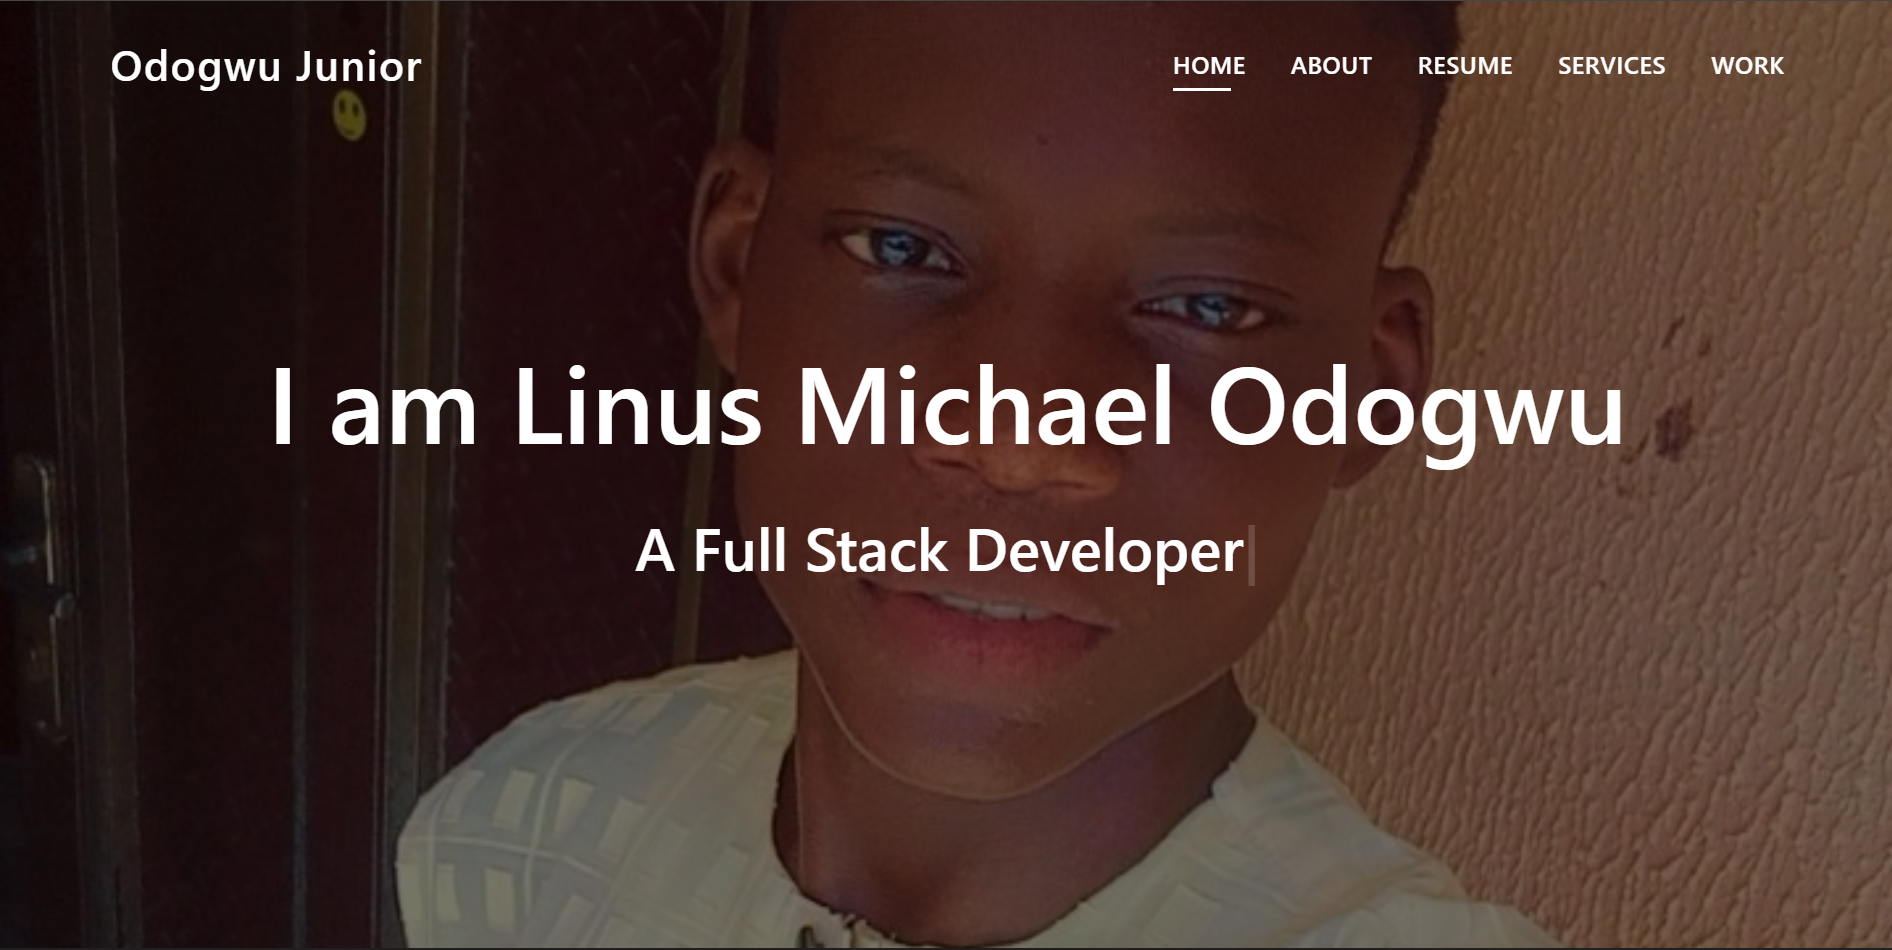 Odogwu Junior
HOME ABOUT RESUME SERVICES WORK
I am Linus Michael Odogwu
A Full Stack Developer